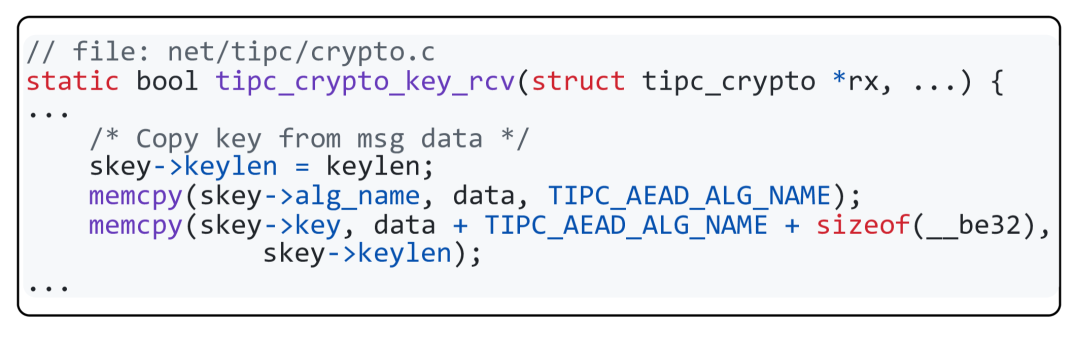 // file: net/tipc/crypto.c
static bool tipc_crypto_key_rcv(struct tipc_crypto *rx, ...) {
...
    /* Copy key from msg data */
    skey->keylen = keylen;
    memcpy(skey->alg_name, data, TIPC_AEAD_ALG_NAME);
    memcpy(skey->key, data + TIPC_AEAD_ALG_NAME + sizeof(__be32),
           skey->keylen);
...